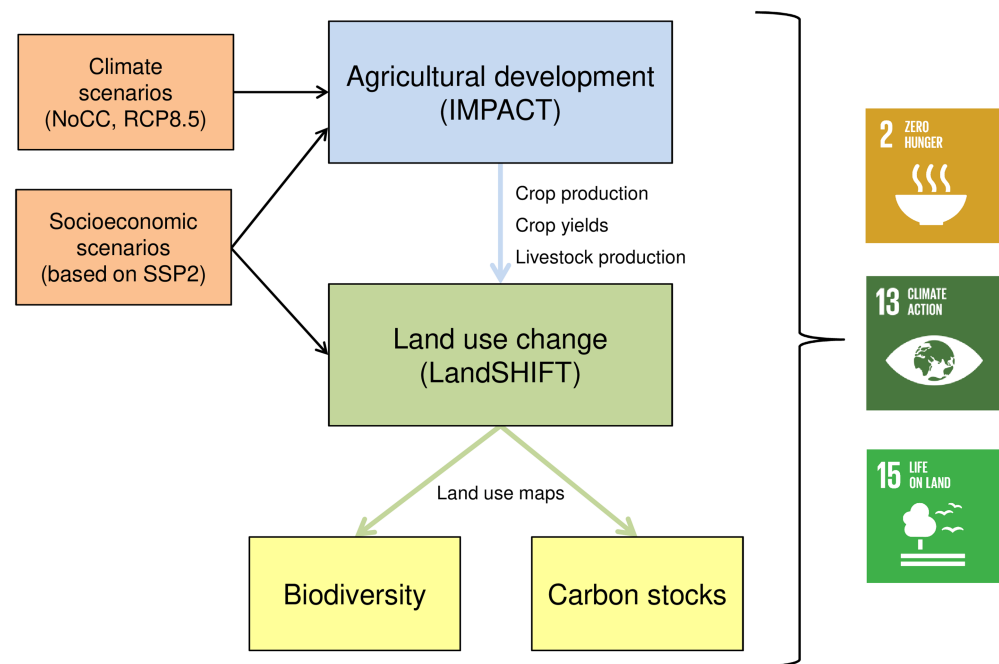 Climate
scenarios
(NoCC, RCP8.5)
Socioeconomic
scenarios
(based on SSP2)
Agricultural development
(IMPACT)
Crop production
Crop yields
Livestock production
Land use change
(LandSHIFT)
Land use maps
Biodiversity
Carbon stocks
2 ZERO
HUNGER
13 CLIMATE
ACTION
15 LIFE
ON LAND